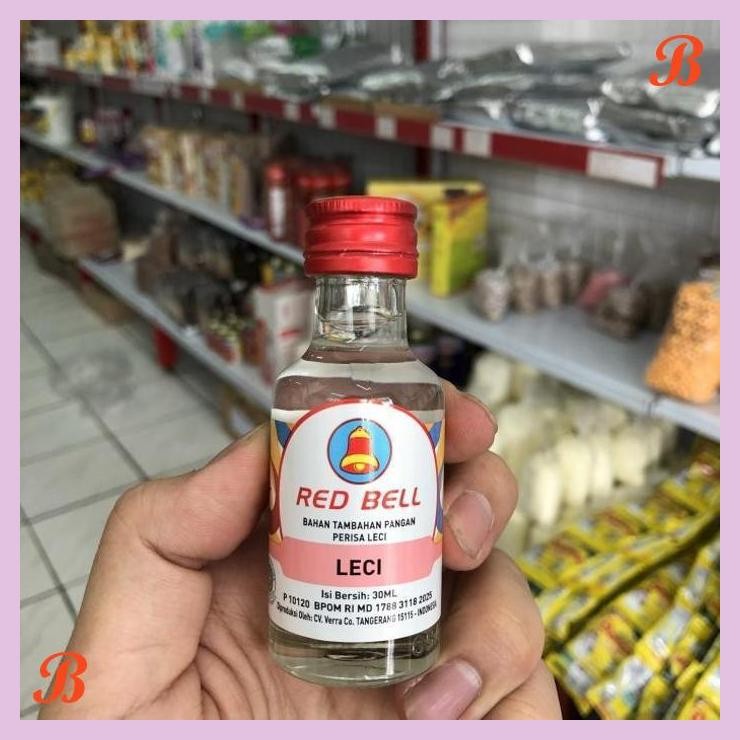 B
RED BELL
BAHAN TAMBAHAN PANGAN
PERISA LECI
LECI
Isi Bersih: 30ML
P 10120 BPOM RI MD 1788 3118 2025
Diproduksi Oleh: CV. Verra Co. TANGERANG 15115 - INDONESIA
B